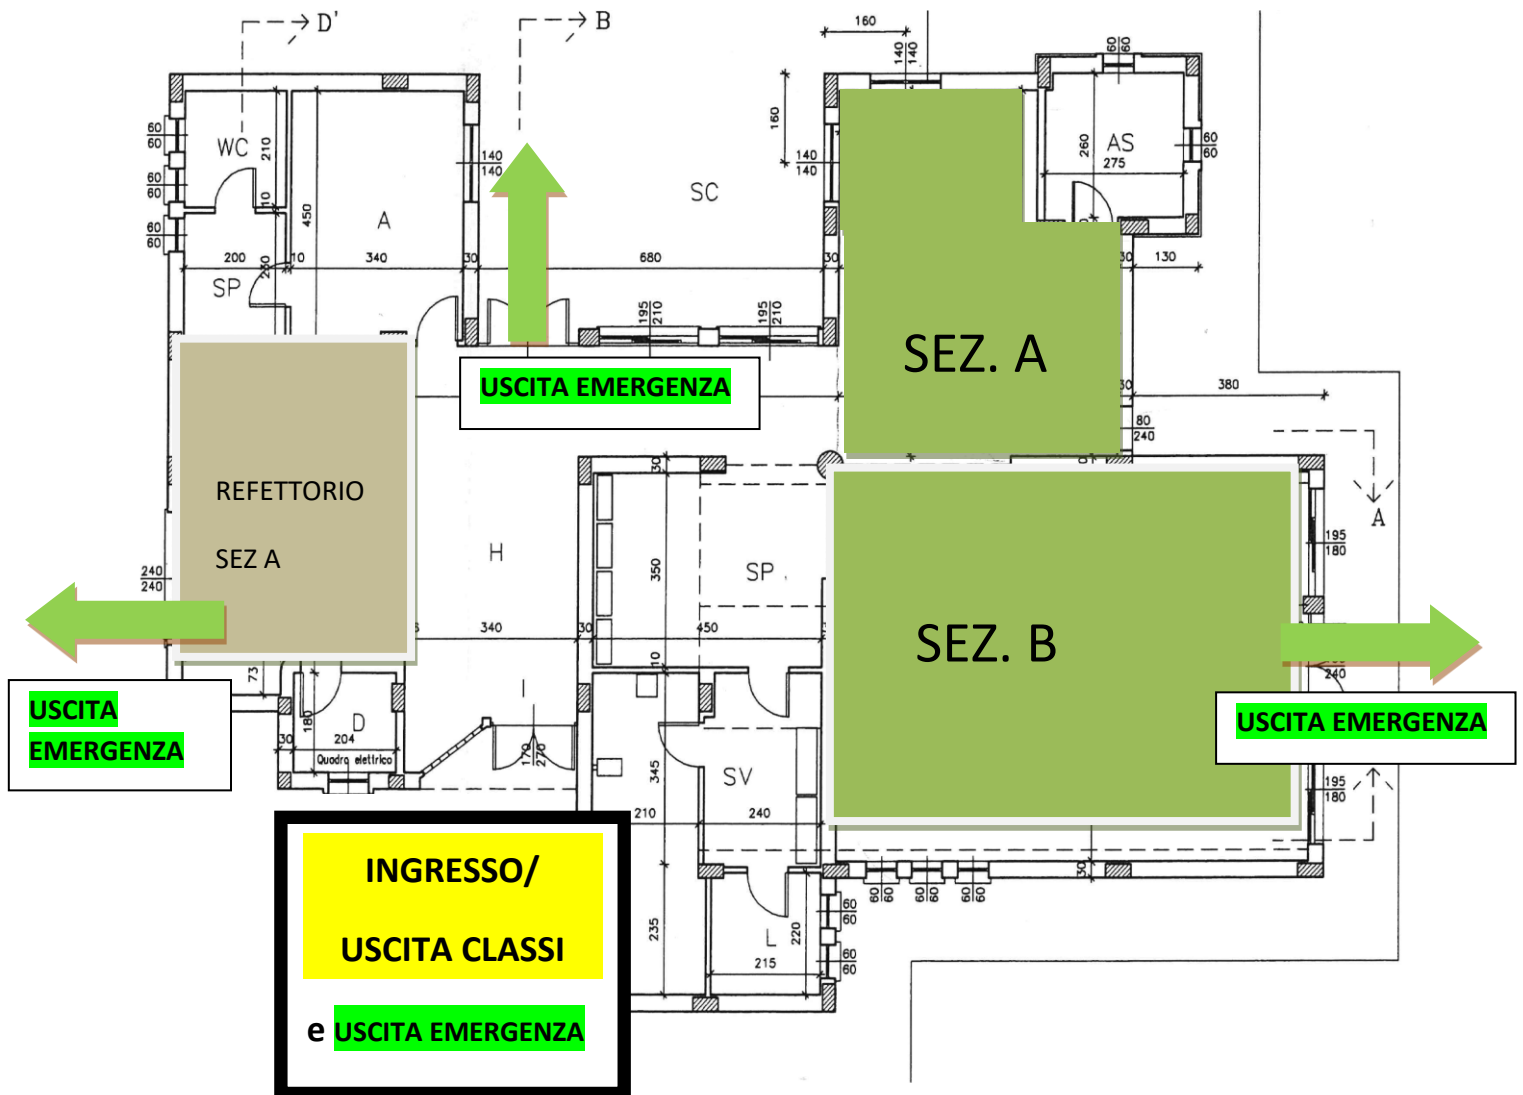 D'
B
160
140
140
60
60
160
WC
210
60
60
10
60
60
60
60
450
A
140
140
SC
140
140
260
AS
275
60
60
200
10
340
30
680
30
30
130
230
SP
195
210
195
210
SEZ. A
USCITA EMERGENZA
30
380
80
240
REFETTORIO
SEZ A
H
30
350
SP
A
195
180
240
240
340
30
450
10
SEZ. B
240
73
USCITA
EMERGENZA
I
180
D
30
204
Quadro elettrico
170
270
345
SV
USCITA EMERGENZA
195
180
210
240
INGRESSO/
USCITA CLASSI
e USCITA EMERGENZA
30
60
60
60
60
60
60
235
L
220
215
60
60
60
60